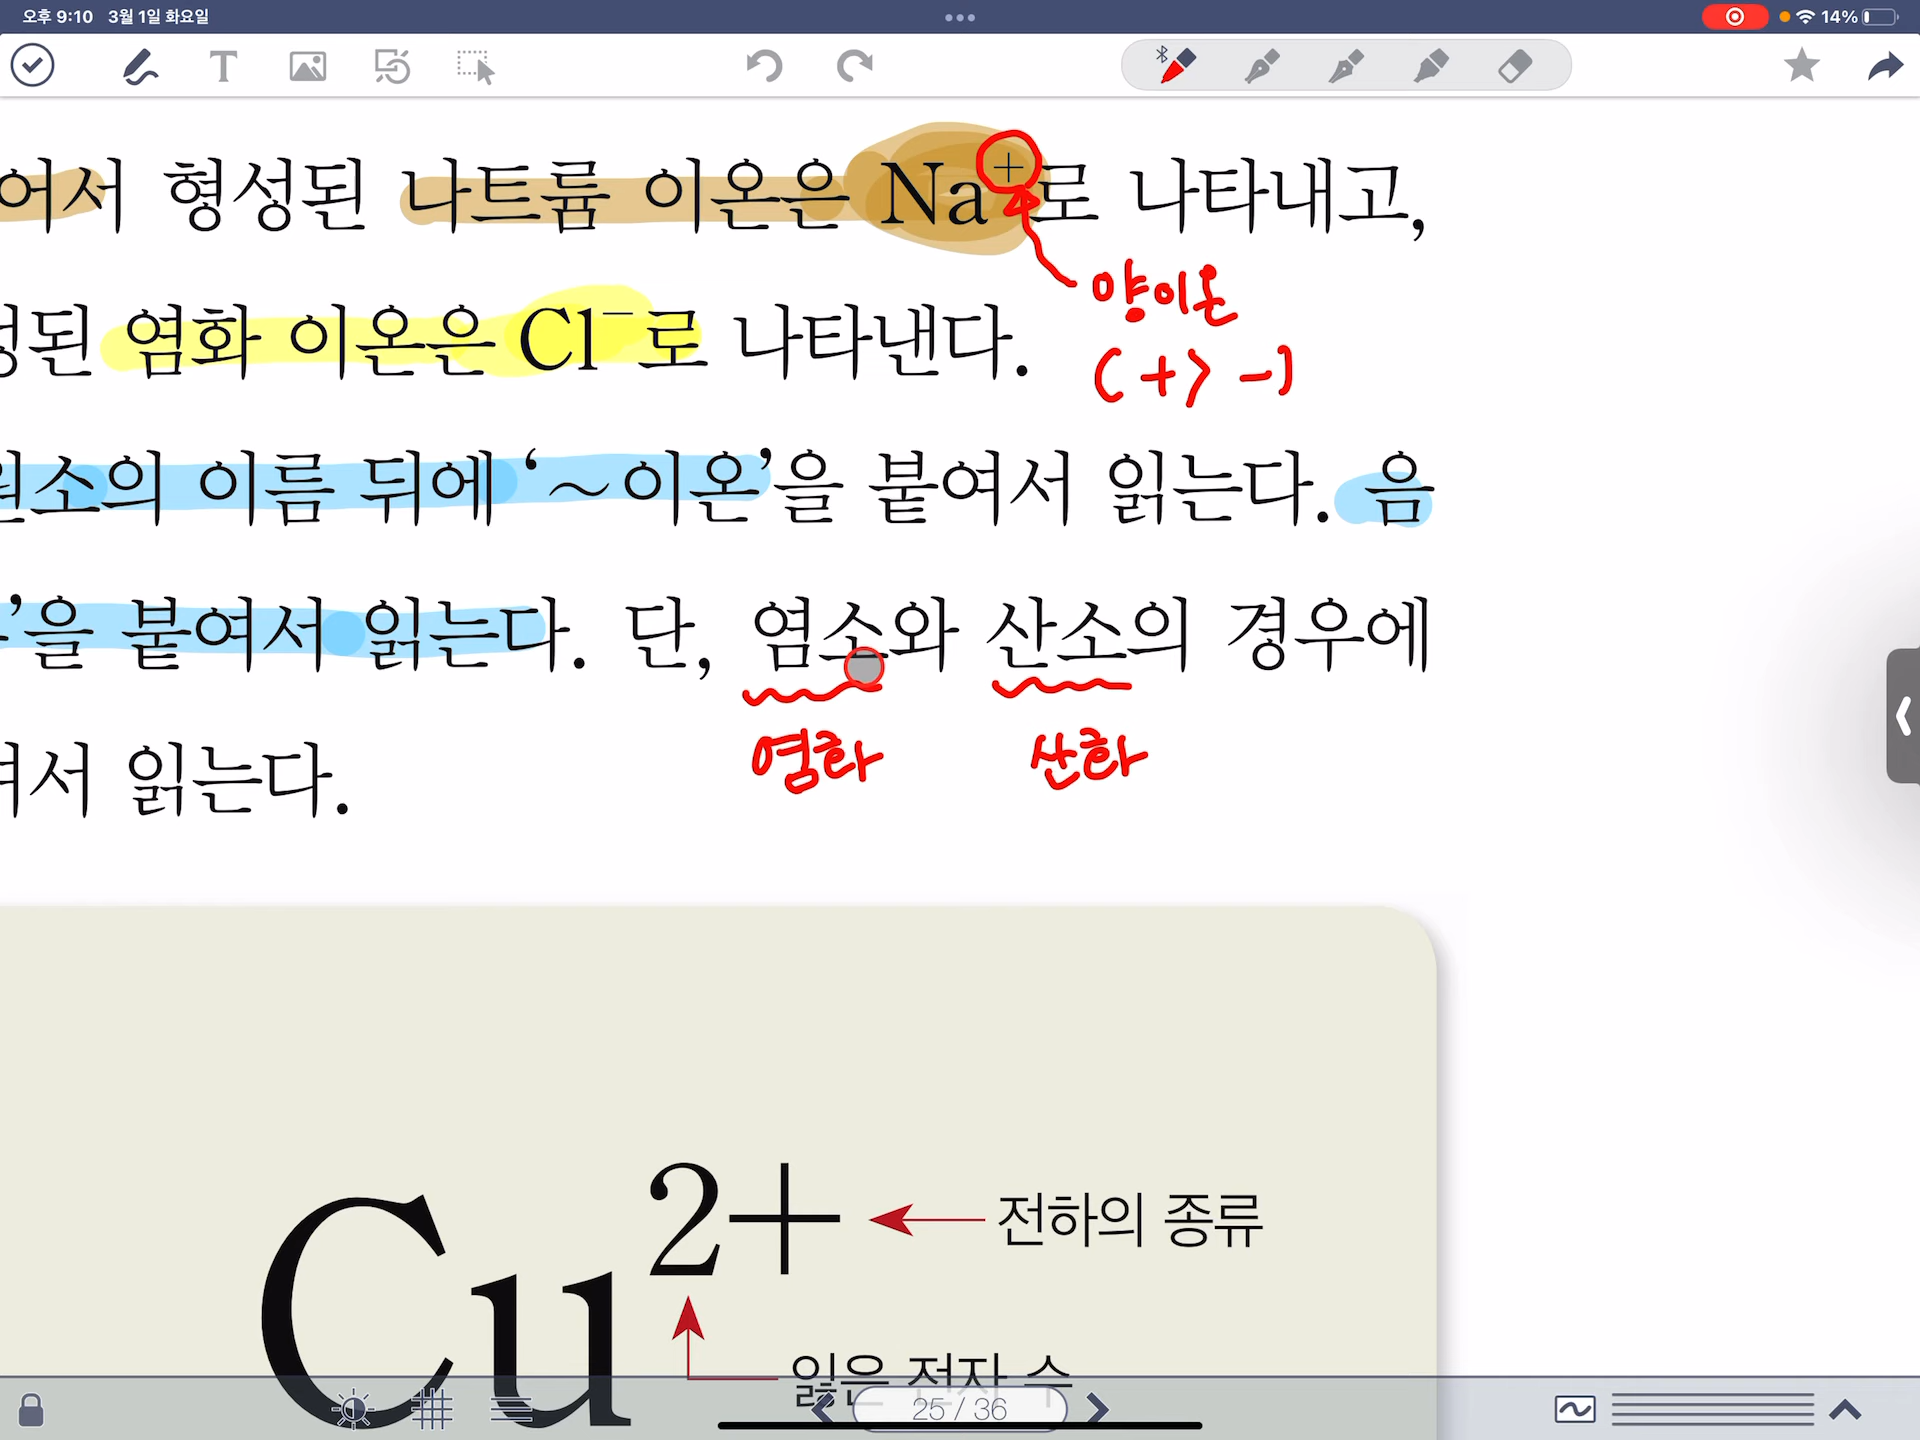 오후 9:10 3월 1일 화요일
14%
T
어서 형성된 나트륨 이온은 Na⁺로 나타내고,
양이온
성된 염화 이온은 Cl⁻로 나타낸다.
(+>-)
원소의 이름 뒤에 ‘~이온’을 붙여서 읽는다. 음
’을 붙여서 읽는다. 단, 염소와 산소의 경우에
염화 산화
여서 읽는다.
Cu²⁺
전하의 종류
잃은 전자 수
25 / 36